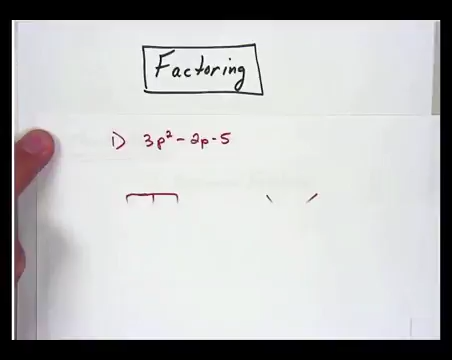 Factoring
1) 3p² - 2p - 5